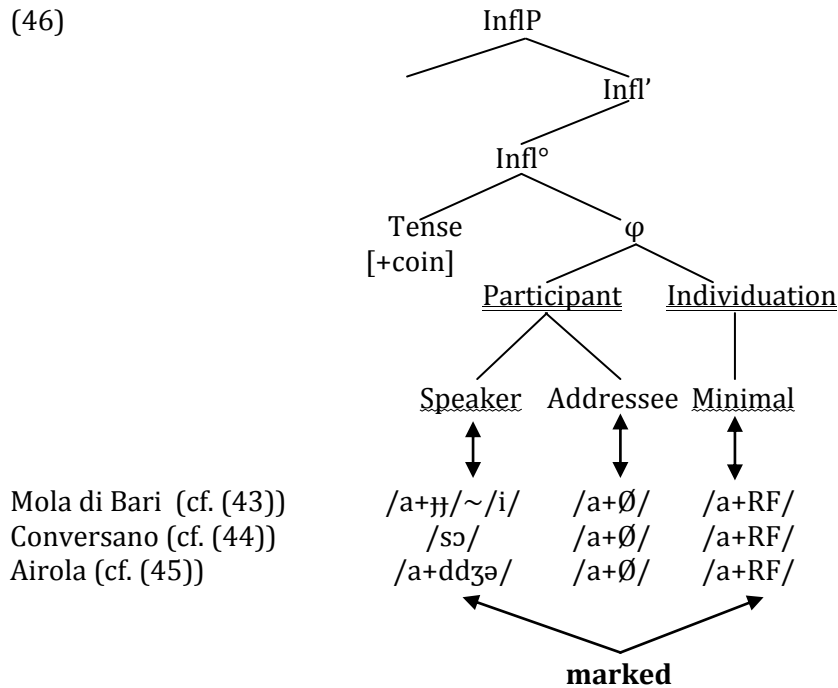 (46) InflP
Infl’
Infl°
Tense φ
[+coin]
Participant Individuation
Speaker Addressee Minimal
Mola di Bari (cf. (43)) /a+ɟɟ/~/i/ /a+Ø/ /a+RF/
Conversano (cf. (44)) /sɔ/ /a+Ø/ /a+RF/
Airola (cf. (45)) /a+ddʒə/ /a+Ø/ /a+RF/
marked